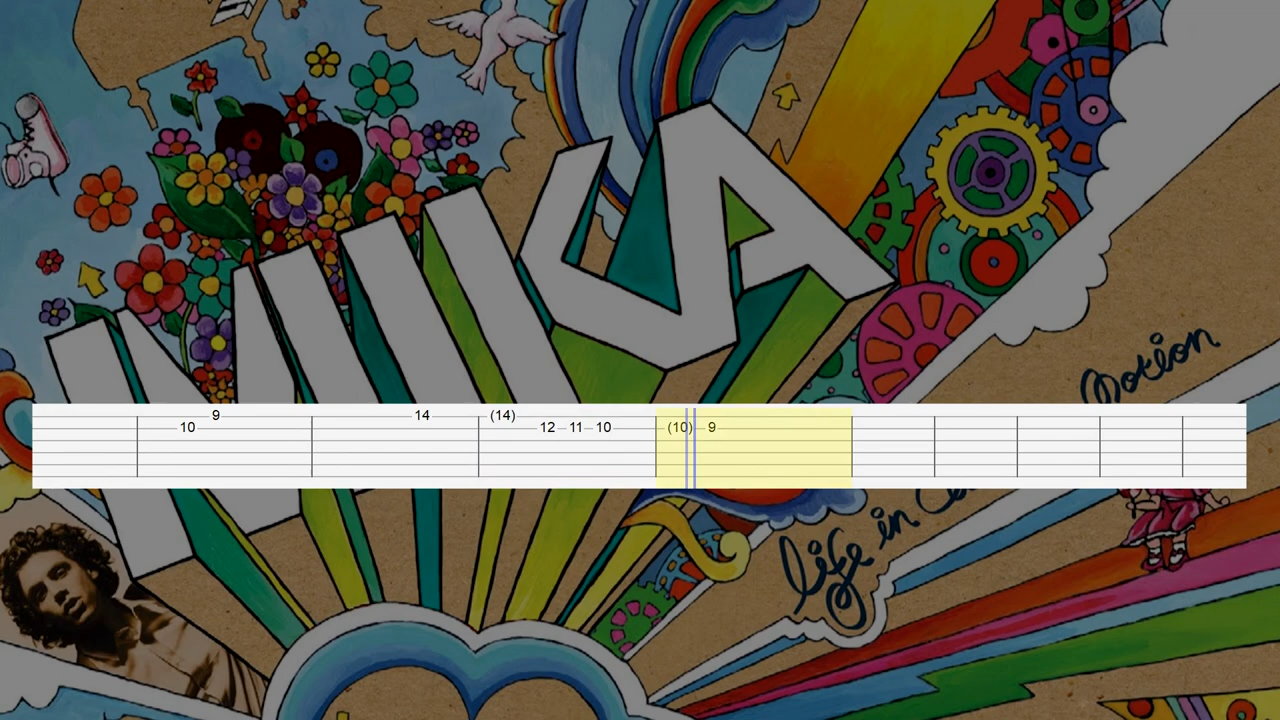 MIKA
motion
life in
9 14 (14)
10 12 11 10 (10) 9